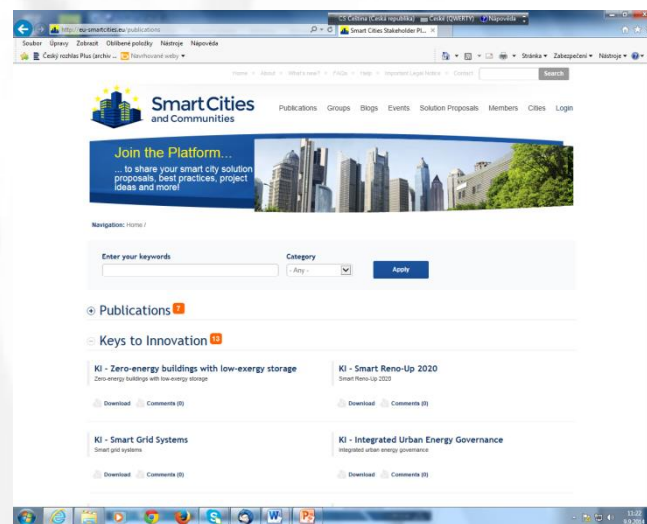 CS Čeština (Česká republika) Česká (QWERTY) Nápověda
http://eu-smartcities.eu/publications
Smart Cities Stakeholder Pl...
Soubor Úpravy Zobrazit Oblíbené položky Nástroje Nápověda
Český rozhlas Plus (archiv ... Navrhované weby
Stránka Zabezpečení Nástroje
Home About What's new? FAQs Help Important Legal Notice Contact
Search
Smart Cities
and Communities
Publications Groups Blogs Events Solution Proposals Members Cities Login
Join the Platform...
... to share your smart city solution
proposals, best practices, project
ideas and more!
Navigation: Home /
Enter your keywords Category
- Any - Apply
Publications 7
Keys to Innovation 13
KI - Zero-energy buildings with low-exergy storage
Zero-energy buildings with low-exergy storage
Download Comments (0)
KI - Smart Reno-Up 2020
Smart Reno-Up 2020
Download Comments (0)
KI - Smart Grid Systems
Smart grid systems
Download Comments (0)
KI - Integrated Urban Energy Governance
Integrated urban energy governance
Download Comments (0)
11:22
9.9.2014